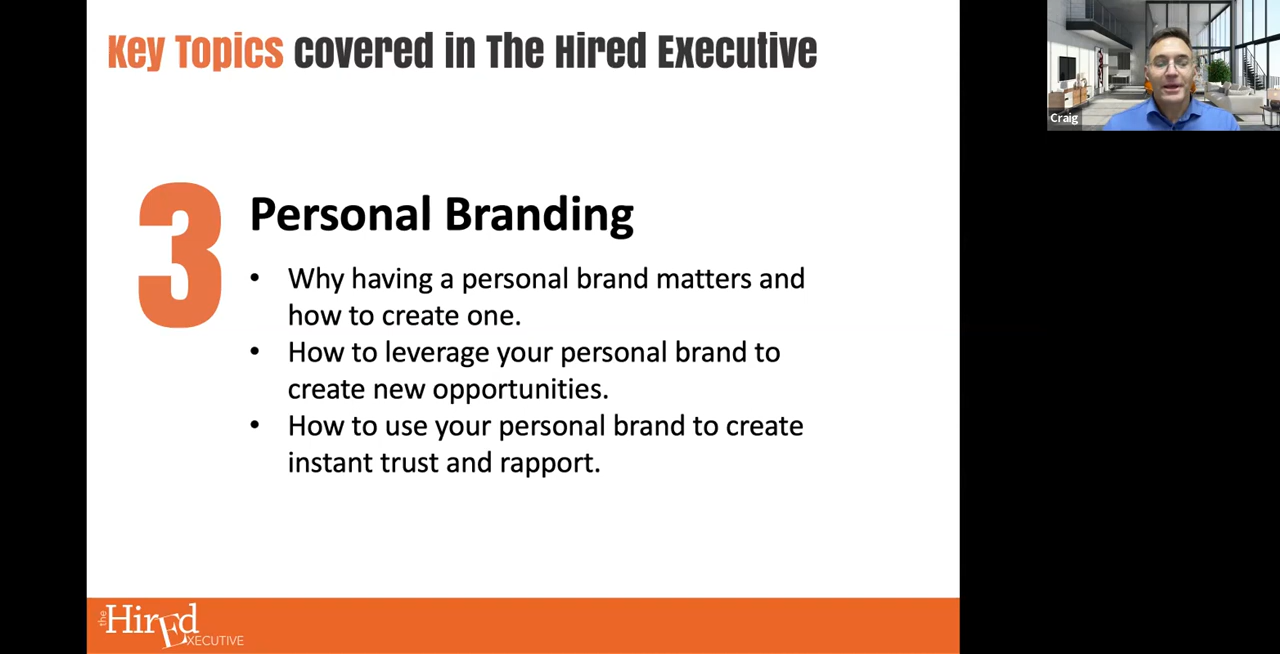 Key Topics covered in The Hired Executive
Craig
3
Personal Branding
• Why having a personal brand matters and
how to create one.
• How to leverage your personal brand to
create new opportunities.
• How to use your personal brand to create
instant trust and rapport.
the HirEd
EXECUTIVE